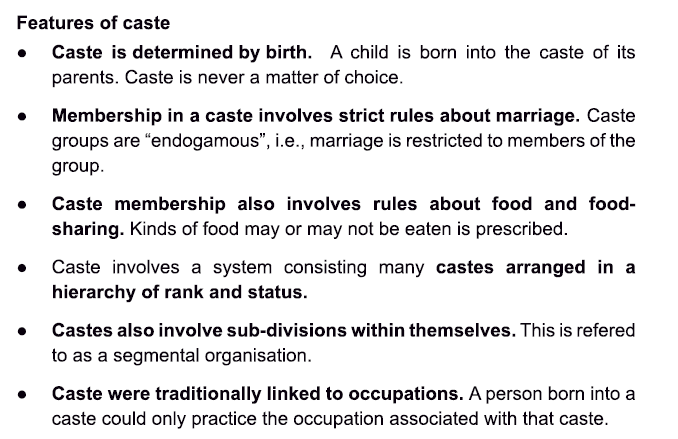 Features of caste
● Caste is determined by birth. A child is born into the caste of its
parents. Caste is never a matter of choice.
● Membership in a caste involves strict rules about marriage. Caste
groups are “endogamous”, i.e., marriage is restricted to members of the
group.
● Caste membership also involves rules about food and food-
sharing. Kinds of food may or may not be eaten is prescribed.
● Caste involves a system consisting many castes arranged in a
hierarchy of rank and status.
● Castes also involve sub-divisions within themselves. This is refered
to as a segmental organisation.
● Caste were traditionally linked to occupations. A person born into a
caste could only practice the occupation associated with that caste.